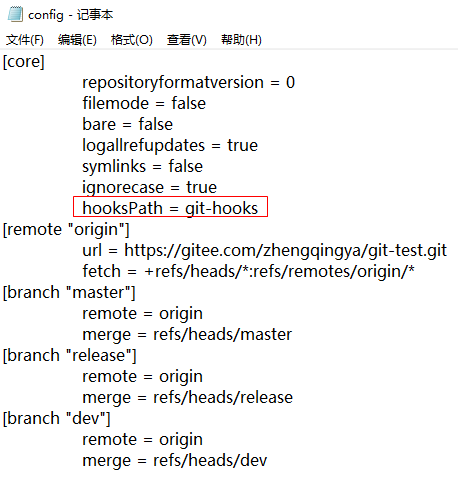 config - 记事本
文件(F) 编辑(E) 格式(O) 查看(V) 帮助(H)
[core]
repositoryformatversion = 0
filemode = false
bare = false
logallrefupdates = true
symlinks = false
ignorecase = true
hooksPath = git-hooks
[remote "origin"]
url = https://gitee.com/zhengqingya/git-test.git
fetch = +refs/heads/*:refs/remotes/origin/*
[branch "master"]
remote = origin
merge = refs/heads/master
[branch "release"]
remote = origin
merge = refs/heads/release
[branch "dev"]
remote = origin
merge = refs/heads/dev